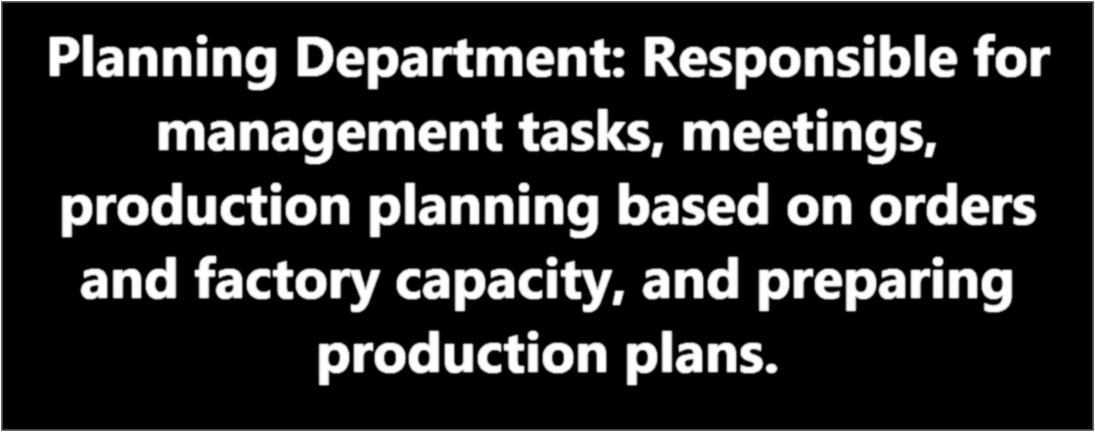 Planning Department: Responsible for
management tasks, meetings,
production planning based on orders
and factory capacity, and preparing
production plans.